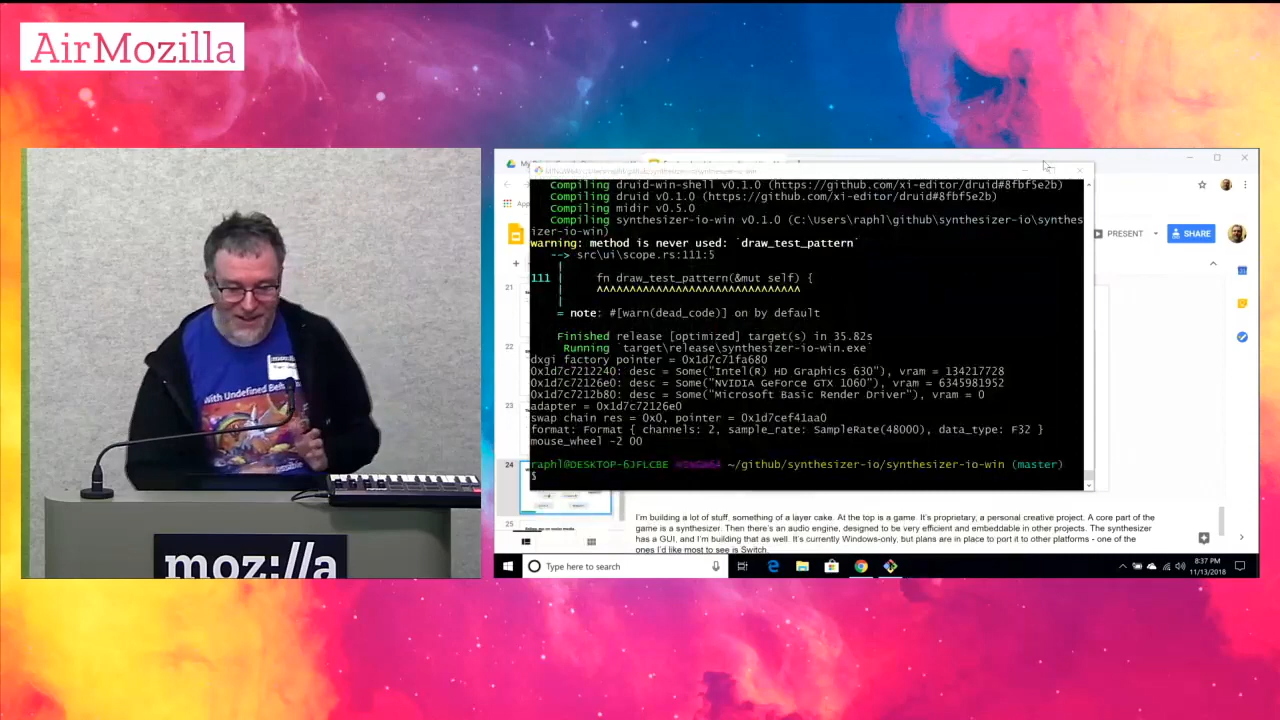 AirMozilla
Compiling druid-win-shell v0.1.0 (https://github.com/xi-editor/druid#8fbf5e2b)
Compiling druid v0.1.0 (https://github.com/xi-editor/druid#8fbf5e2b)
Compiling midir v0.5.0
Compiling synthesizer-io-win v0.1.0 (C:\Users\raphl\github\synthesizer-io\synthes
izer-io-win)
warning: method is never used: `draw_test_pattern`
--> src\ui\scope.rs:111:5
|
111 | fn draw_test_pattern(&mut self) {
| ^^^^^^^^^^^^^^^^^^^^^^^^^^^^^^^
|
= note: #[warn(dead_code)] on by default
Finished release [optimized] target(s) in 35.82s
Running `target\release\synthesizer-io-win.exe`
dxgi factory pointer = 0x1d7c71fa680
0x1d7c7212240: desc = Some("Intel(R) HD Graphics 630"), vram = 134217728
0x1d7c72126e0: desc = Some("NVIDIA GeForce GTX 1060"), vram = 6345981952
0x1d7c7212b80: desc = Some("Microsoft Basic Render Driver"), vram = 0
adapter = 0x1d7c72126e0
swap chain res = 0x0, pointer = 0x1d7cef41aa0
format: Format { channels: 2, sample_rate: SampleRate(48000), data_type: F32 }
mouse_wheel -2 00
raphl@DESKTOP-6JFLCBE MINGW64 ~/github/synthesizer-io/synthesizer-io-win (master)
$
PRESENT
SHARE
21
22
23
24
25
I'm building a lot of stuff, something of a layer cake. At the top is a game. It's proprietary, a personal creative project. A core part of the
game is a synthesizer. Then there's an audio engine, designed to be very efficient and embeddable in other projects. The synthesizer
has a GUI, and I'm building that as well. It's currently Windows-only, but plans are in place to port it to other platforms - one of the
ones I'd like most to see is Switch.
Type here to search
8:37 PM
11/13/2018
With Undefined Beh
moz://a